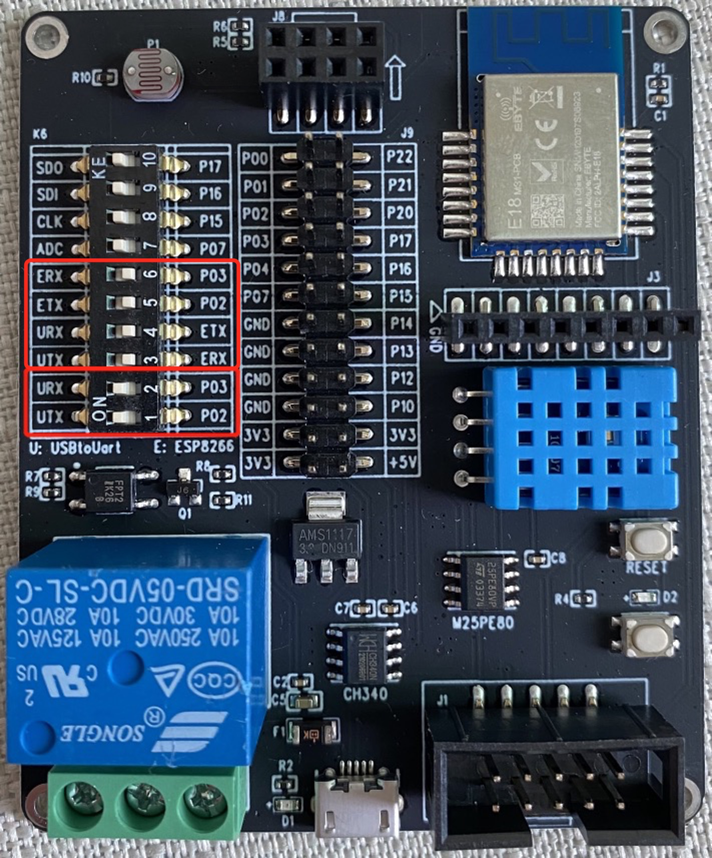 J8
R6
R5
P1
R10
R1
C1
EBYTE
E18
MS1-PCB
K6
J9
KE
SDO 10 P17
SDI 9 P16
CLK 8 P15
ADC 7 P07
ERX 6 P03
ETX 5 P02
URX 4 ETX
UTX 3 ERX
URX 2 P03
UTX 1 P02
ON
U: USBtoUart E: ESP8266
P00 P22
P01 P21
P02 P20
P03 P17
P04 P16
P07 P15
GND P14
GND P13
GND P12
GND P10
3V3 P10
3V3 +5V
J3
GND
R7
R9
R8
Q1
R11
AMS1117
RESET
C8
R4
D2
M25PE80
C7
C6
CH340
SRD-05VDC-SL-C
10A 250VAC 10A 125VAC
10A 30VDC 10A 28VDC
CQC
C US
SONGLE
C2
C5
F1
R2
D1
J1